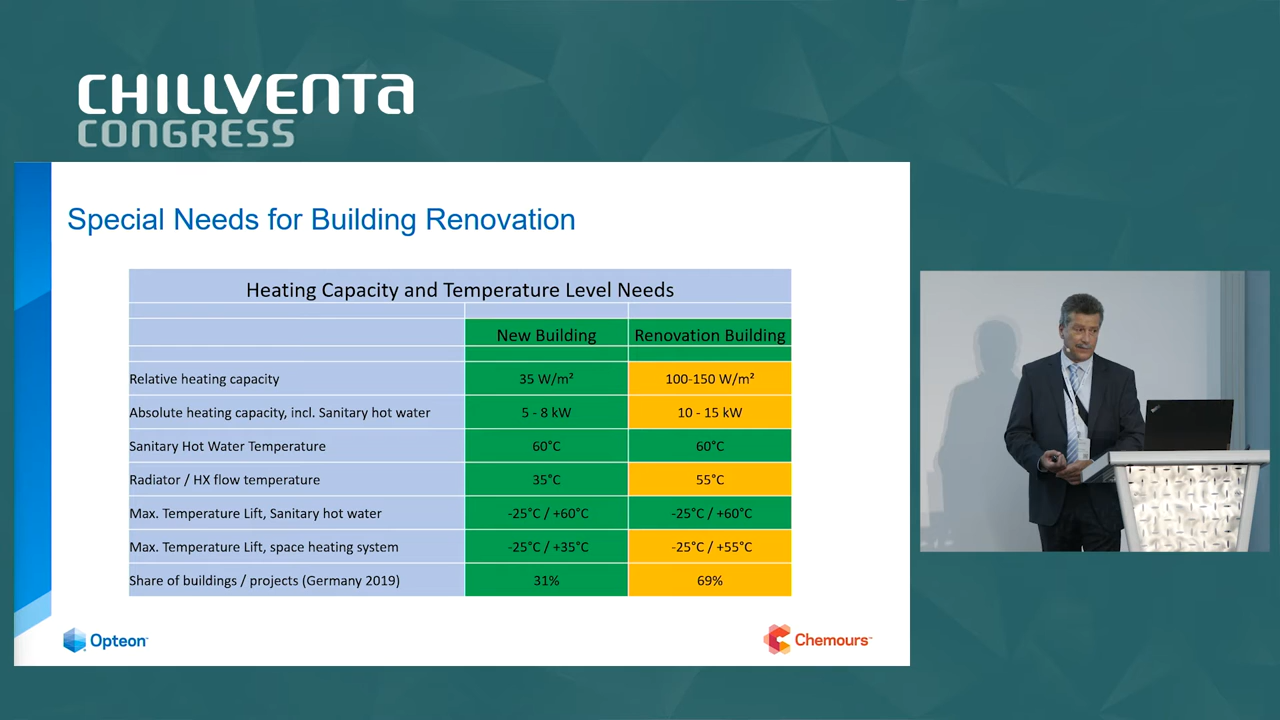 CHILLVENTA
CONGRESS
Special Needs for Building Renovation
Heating Capacity and Temperature Level Needs
New Building Renovation Building
Relative heating capacity 35 W/m² 100-150 W/m²
Absolute heating capacity, incl. Sanitary hot water 5 - 8 kW 10 - 15 kW
Sanitary Hot Water Temperature 60°C 60°C
Radiator / HX flow temperature 35°C 55°C
Max. Temperature Lift, Sanitary hot water -25°C / +60°C -25°C / +60°C
Max. Temperature Lift, space heating system -25°C / +35°C -25°C / +55°C
Share of buildings / projects (Germany 2019) 31% 69%
Opteon™ Chemours™